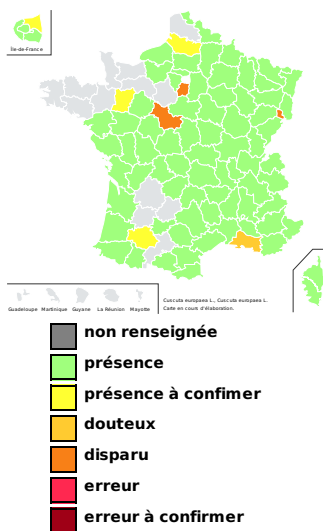 Île-de-France
Guadeloupe Martinique Guyane La Réunion Mayotte
Cuscuta europaea L., Cuscuta europaea L.
Carte en cours d'élaboration.
non renseignée
présence
présence à confimer
douteux
disparu
erreur
erreur à confirmer